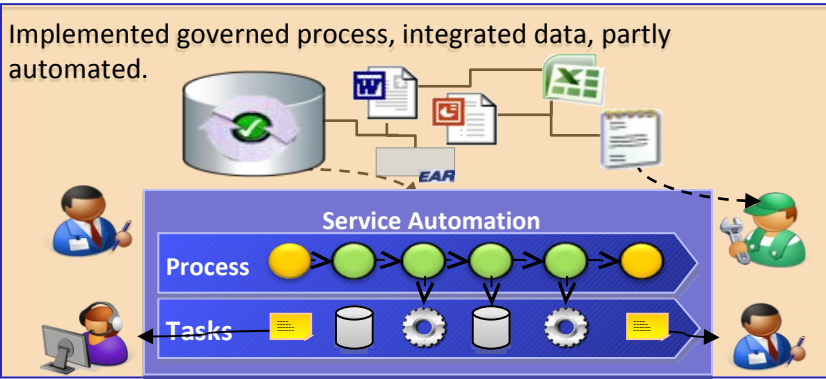 Implemented governed process, integrated data, partly
automated.
W
X
EAR
Service Automation
Process
Tasks